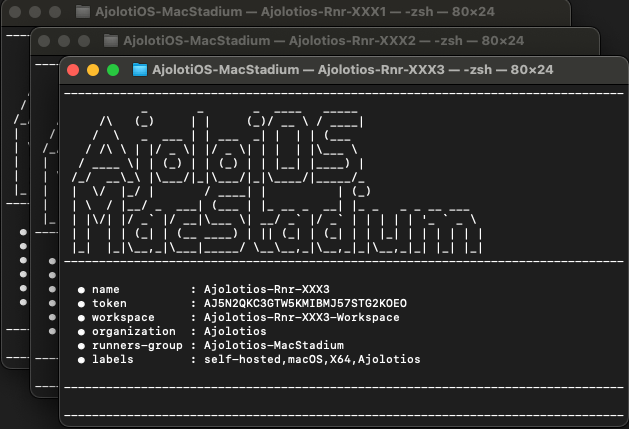 AjolotiOS-MacStadium — Ajolotios-Rnr-XXX1 — -zsh — 80×24
AjolotiOS-MacStadium — Ajolotios-Rnr-XXX2 — -zsh — 80×24
AjolotiOS-MacStadium — Ajolotios-Rnr-XXX3 — -zsh — 80×24
AjolotiOS
MacStadium
● name : Ajolotios-Rnr-XXX3
● token : AJ5N2QKC3GTW5KMIBMJ57STG2KOEO
● workspace : Ajolotios-Rnr-XXX3-Workspace
● organization : Ajolotios
● runners-group : Ajolotios-MacStadium
● labels : self-hosted,macOS,X64,Ajolotios